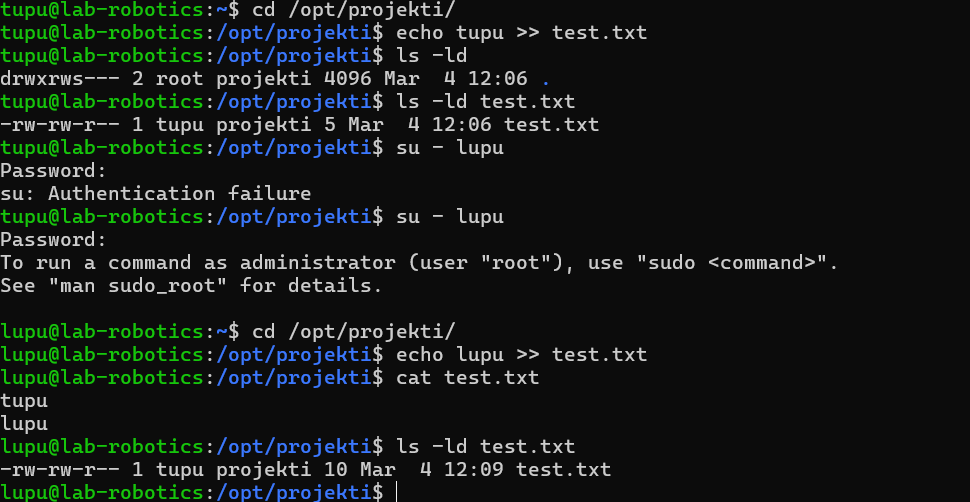 tupu@lab-robotics:~$ cd /opt/projekti/
tupu@lab-robotics:/opt/projekti$ echo tupu >> test.txt
tupu@lab-robotics:/opt/projekti$ ls -ld
drwxrws--- 2 root projekti 4096 Mar  4 12:06 .
tupu@lab-robotics:/opt/projekti$ ls -ld test.txt
-rw-rw-r-- 1 tupu projekti 5 Mar  4 12:06 test.txt
tupu@lab-robotics:/opt/projekti$ su - lupu
Password:
su: Authentication failure
tupu@lab-robotics:/opt/projekti$ su - lupu
Password:
To run a command as administrator (user "root"), use "sudo <command>".
See "man sudo_root" for details.

lupu@lab-robotics:~$ cd /opt/projekti/
lupu@lab-robotics:/opt/projekti$ echo lupu >> test.txt
lupu@lab-robotics:/opt/projekti$ cat test.txt
tupu
lupu
lupu@lab-robotics:/opt/projekti$ ls -ld test.txt
-rw-rw-r-- 1 tupu projekti 10 Mar  4 12:09 test.txt
lupu@lab-robotics:/opt/projekti$